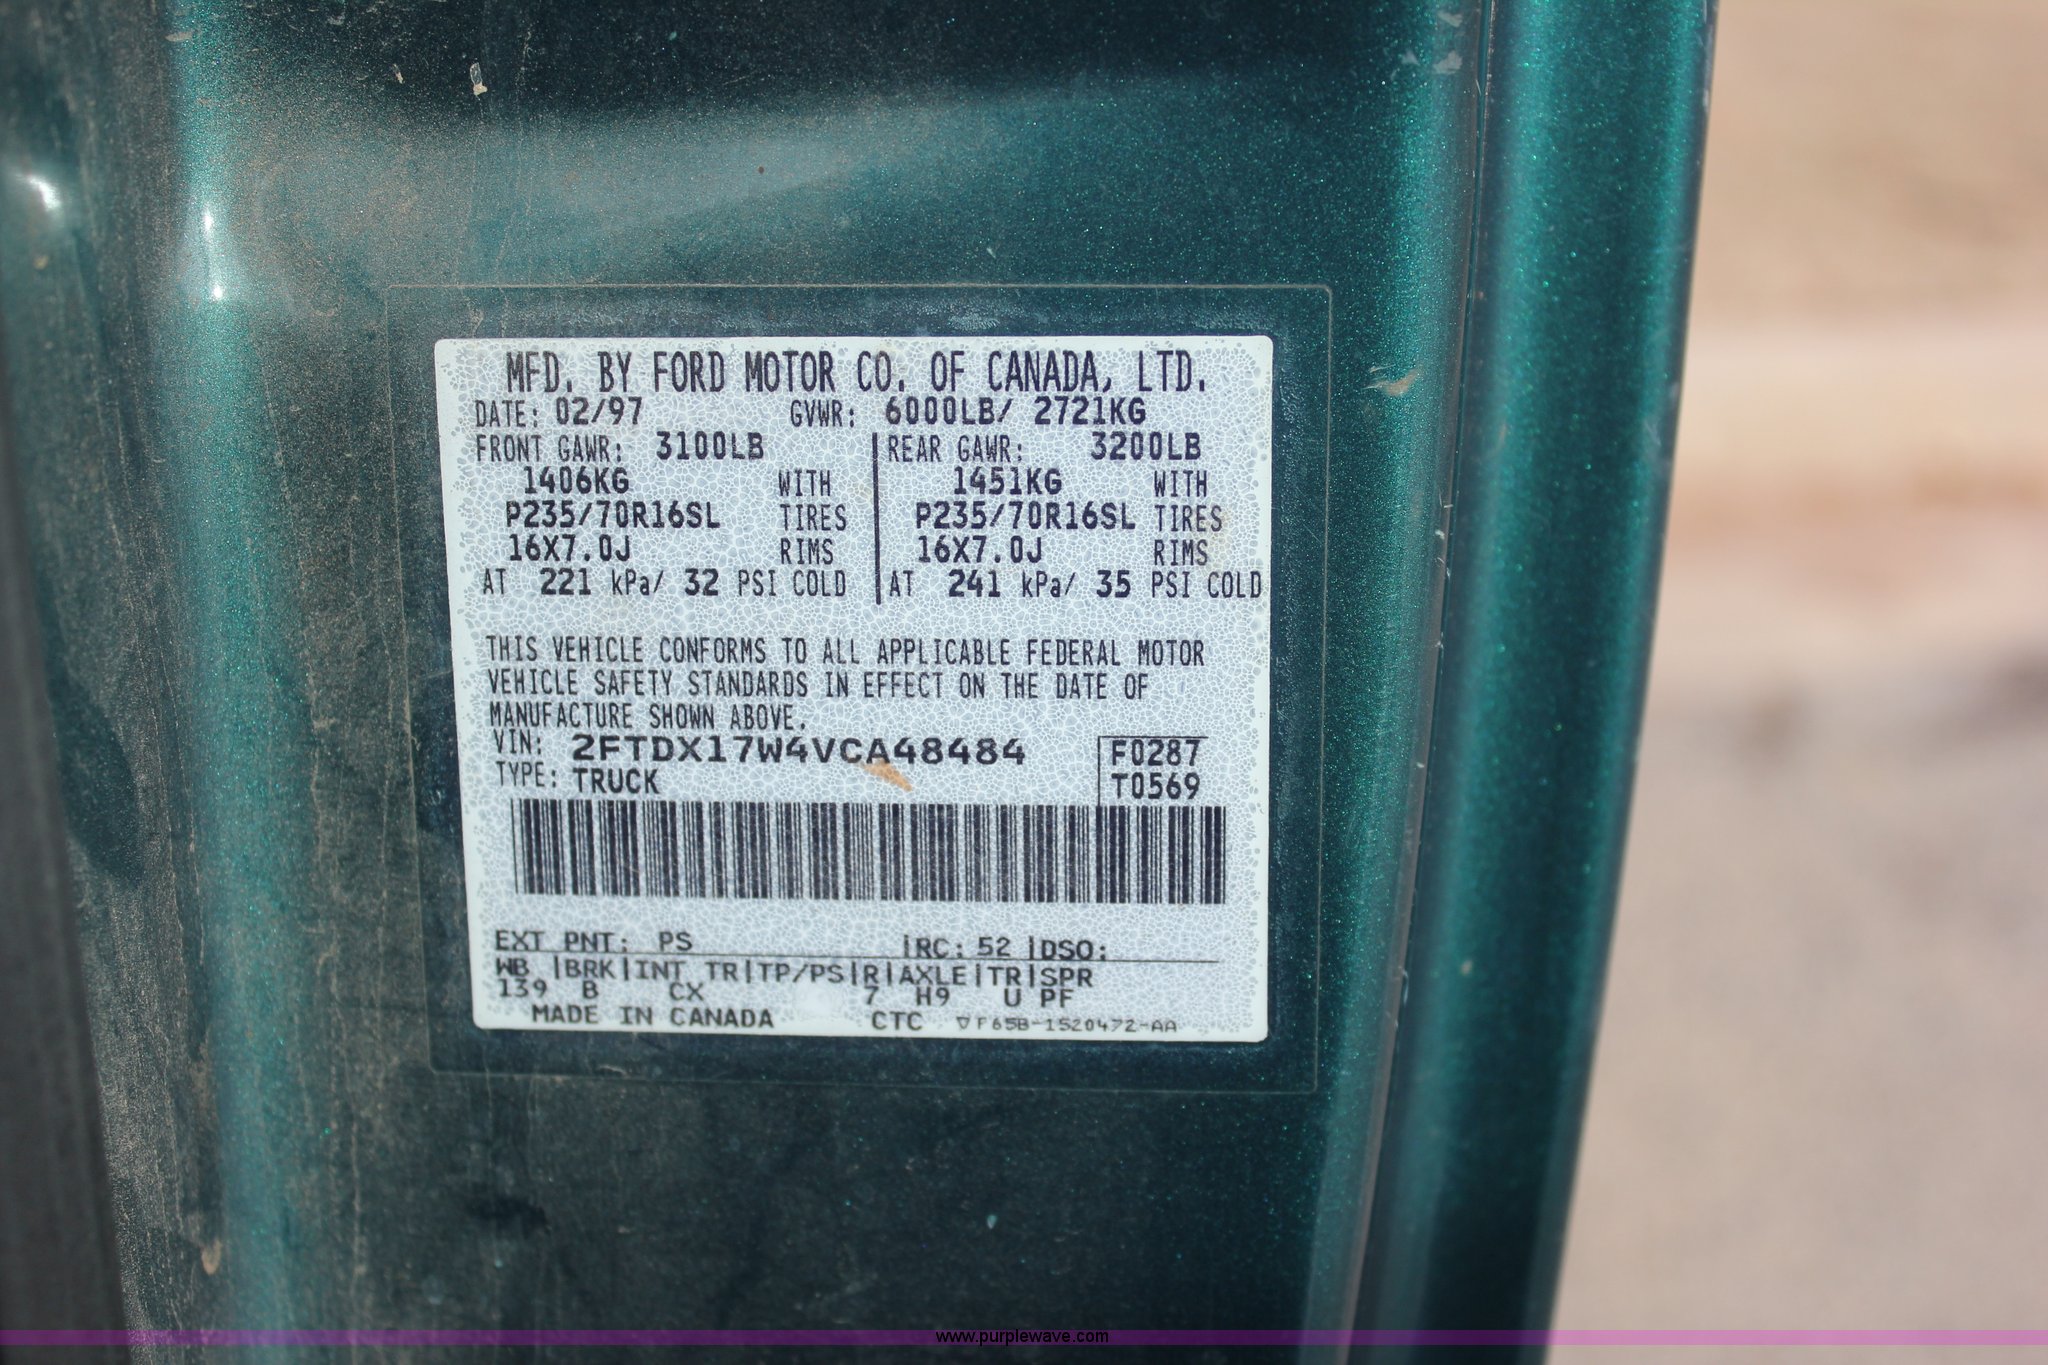 MFD. BY FORD MOTOR CO. OF CANADA, LTD.
DATE: 02/97 GVWR: 6000LB/ 2721KG
FRONT GAWR: 3100LB REAR GAWR: 3200LB
1406KG WITH 1451KG WITH
P235/70R16SL TIRES P235/70R16SL TIRES
16X7.0J RIMS 16X7.0J RIMS
AT 221 kPa/ 32 PSI COLD AT 241 kPa/ 35 PSI COLD
THIS VEHICLE CONFORMS TO ALL APPLICABLE FEDERAL MOTOR
VEHICLE SAFETY STANDARDS IN EFFECT ON THE DATE OF
MANUFACTURE SHOWN ABOVE.
VIN: 2FTDX17W4VCA48484 F0287
TYPE: TRUCK T0569
EXT PNT: PS |RC: 52 |DSO:
WB |BRK|INT TR|TP/PS|R|AXLE|TR|SPR
139 B CX 7 H9 U PF
MADE IN CANADA CTC ▽F65B-1520472-AA
www.purplewave.com